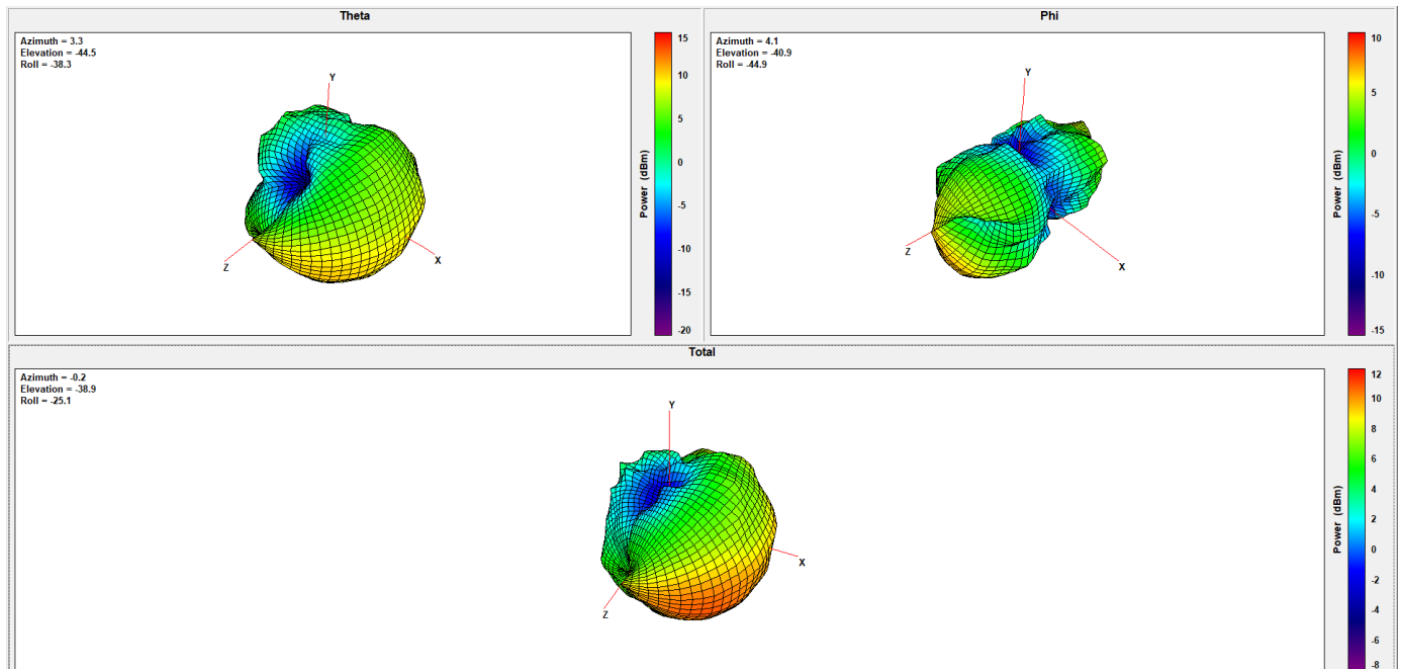 Theta
Azimuth = 3.3
Elevation = -44.5
Roll = -38.3
Y
Z
X
15
10
5
0
-5
-10
-15
-20
Power (dBm)
Phi
Azimuth = 4.1
Elevation = -40.9
Roll = -44.9
Y
Z
X
10
5
0
-5
-10
-15
Power (dBm)
Total
Azimuth = -0.2
Elevation = -38.9
Roll = -25.1
Y
X
Z
12
10
8
6
4
2
0
-2
-4
-6
-8
Power (dBm)